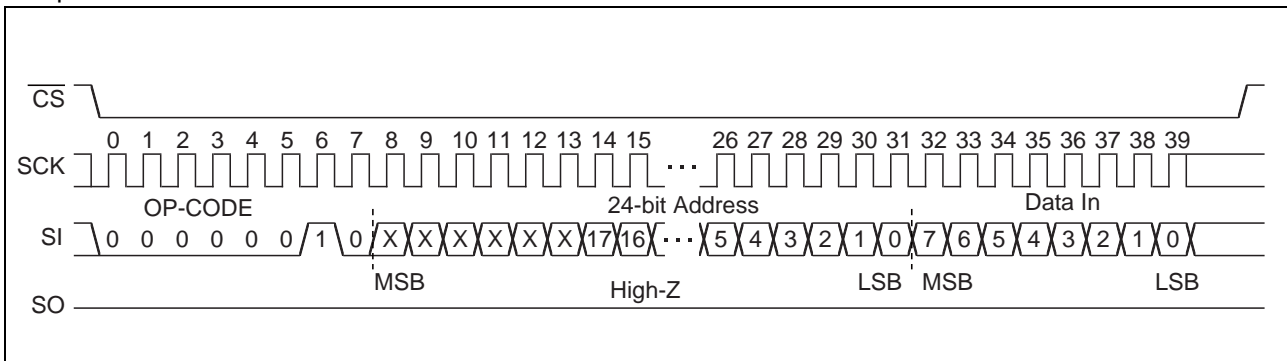 CS
0 1 2 3 4 5 6 7 8 9 10 11 12 13 14 15 26 27 28 29 30 31 32 33 34 35 36 37 38 39
SCK
OP-CODE 24-bit Address Data In
SI 0 0 0 0 0 0 1 0 X X X X X X 17 16 ··· 5 4 3 2 1 0 7 6 5 4 3 2 1 0
MSB High-Z LSB MSB LSB
SO